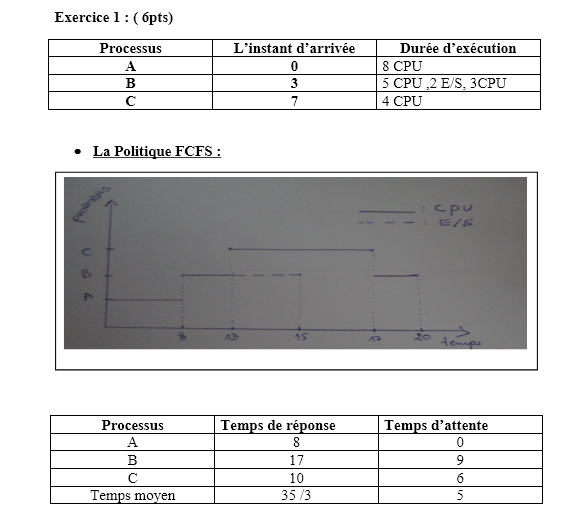 Exercice 1 : ( 6pts)
Processus L'instant d'arrivée Durée d'exécution
A 0 8 CPU
B 3 5 CPU ,2 E/S, 3CPU
C 7 4 CPU
• La Politique FCFS :
processus
: CPU
: E/S
C
B
A
8 13 15 17 20 temps
Processus Temps de réponse Temps d'attente
A 8 0
B 17 9
C 10 6
Temps moyen 35 /3 5